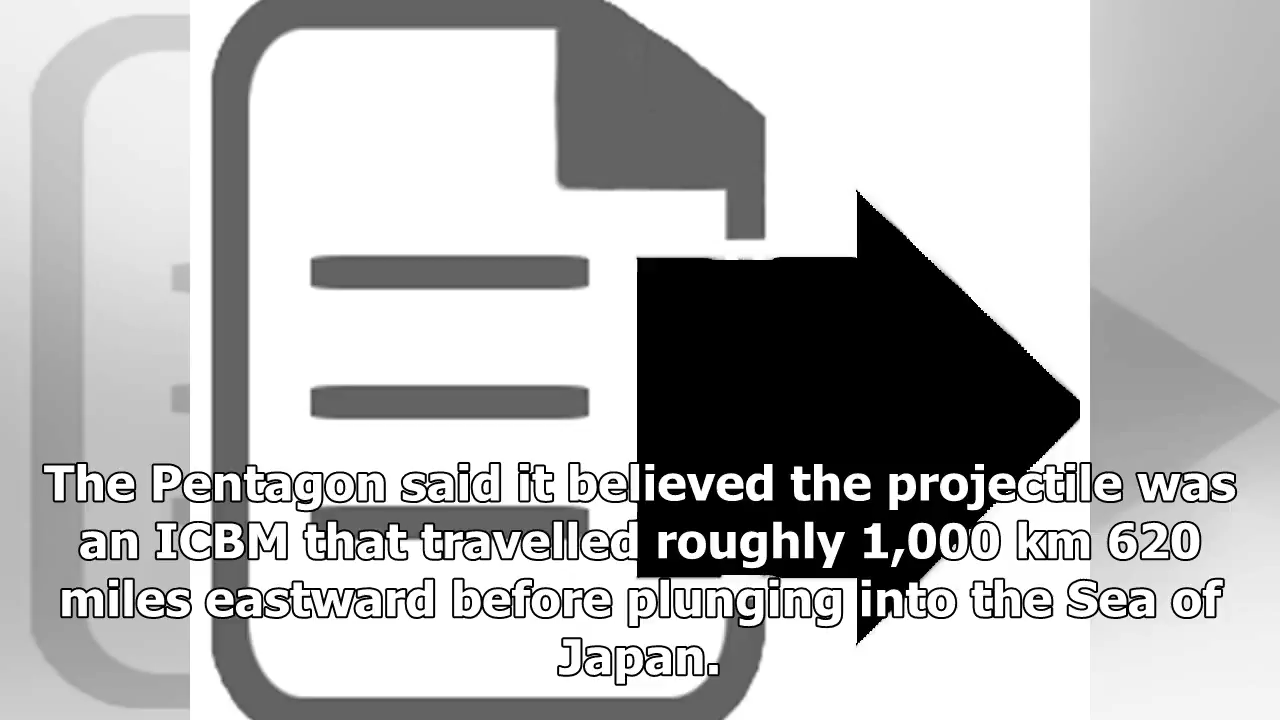 The Pentagon said it believed the projectile was
an ICBM that travelled roughly 1,000 km 620
miles eastward before plunging into the Sea of
Japan.